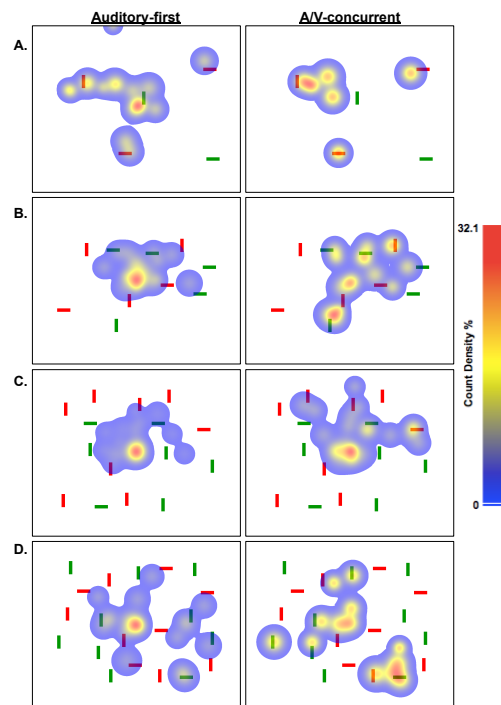 Auditory-first
A/V-concurrent
A.
B.
32.1
Count Density %
0
C.
D.